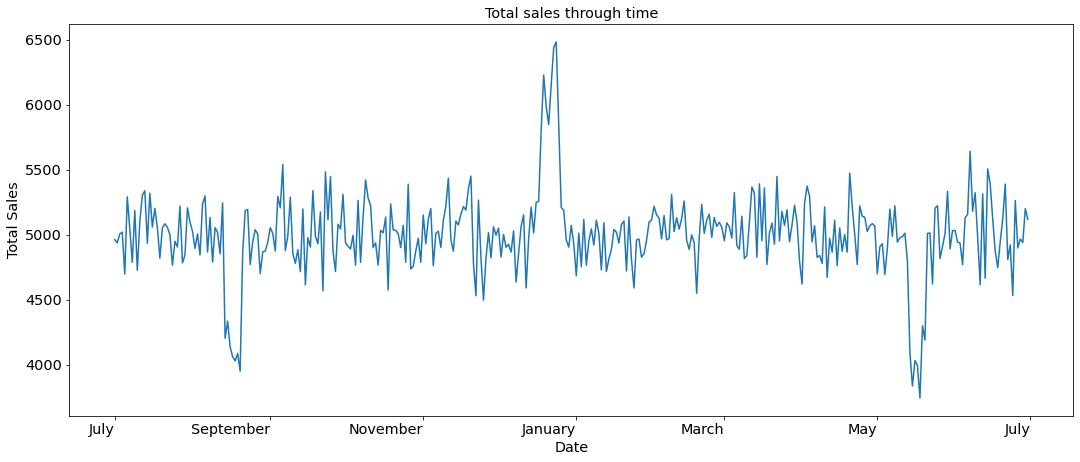 Total sales through time
Total Sales
6500
6000
5500
5000
4500
4000
July September November January March May July
Date